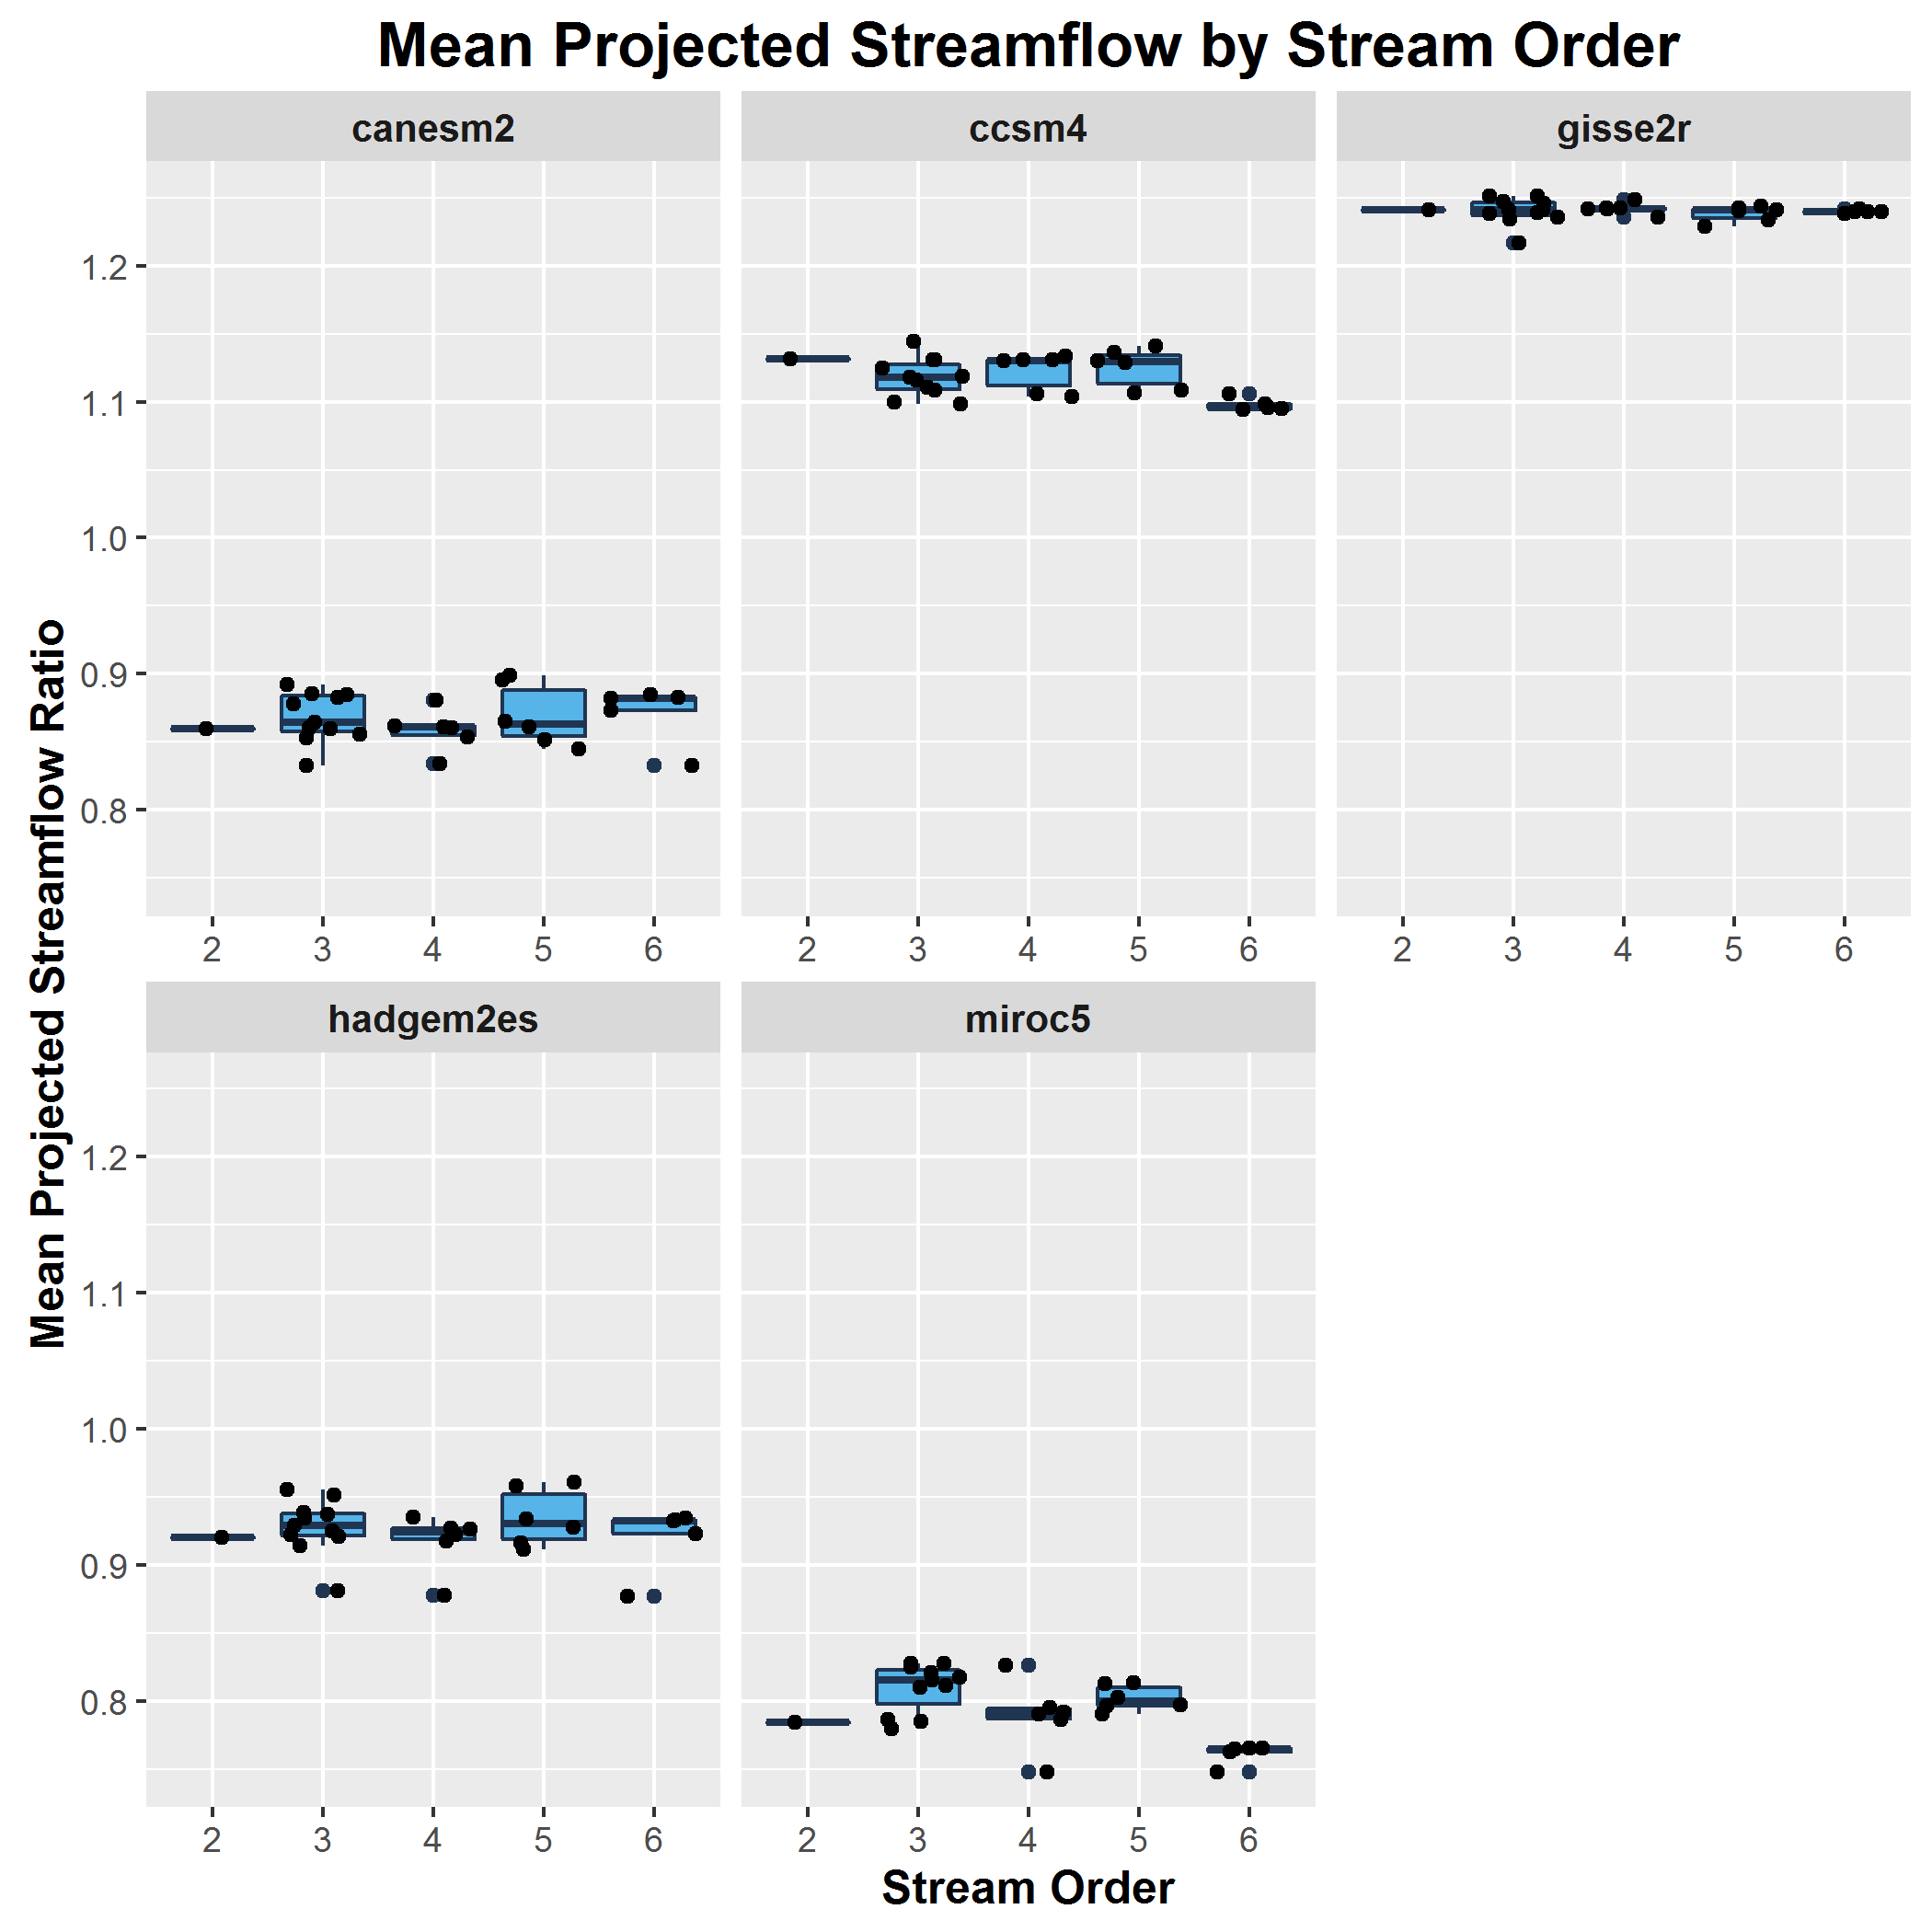 Mean Projected Streamflow by Stream Order
canesm2
ccsm4
gisse2r
1.2
1.1
1.0
0.9
0.8
2 3 4 5 6
2 3 4 5 6
2 3 4 5 6
Mean Projected Streamflow Ratio
hadgem2es
miroc5
1.2
1.1
1.0
0.9
0.8
2 3 4 5 6
2 3 4 5 6
Stream Order